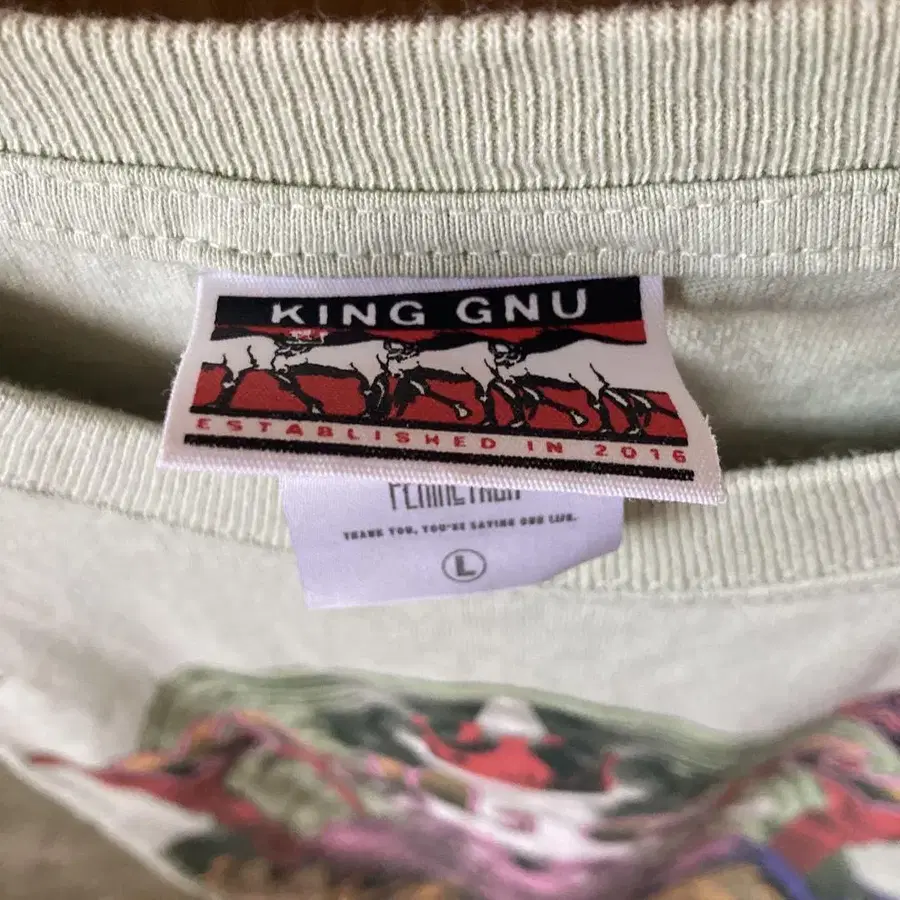 KING GNU
ESTABLISHED IN 2016
THANK YOU, YOU'RE SAVING OUR LIFE.
L